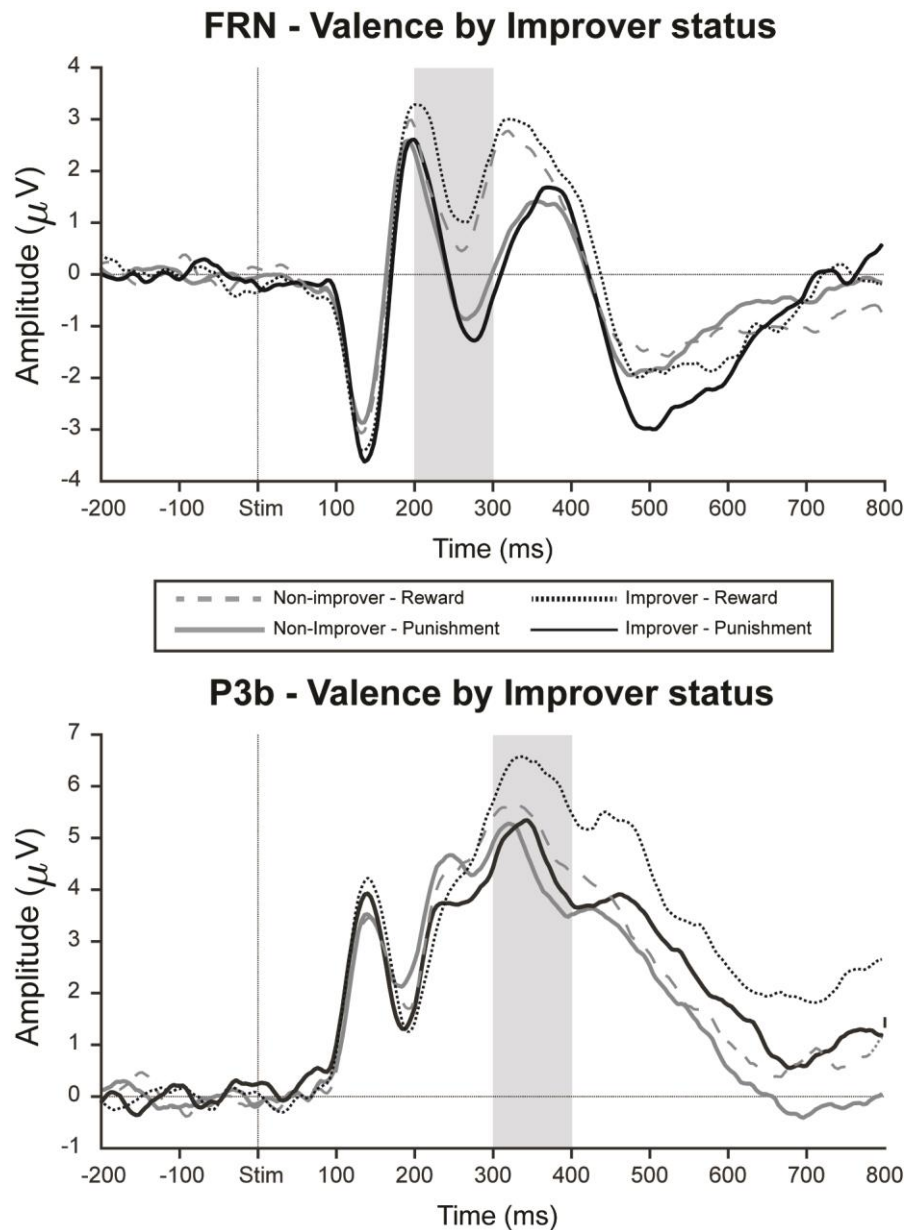 FRN - Valence by Improver status
4
3
2
1
0
-1
-2
-3
-4
Amplitude (μV)
-200 -100 Stim 100 200 300 400 500 600 700 800
Time (ms)
Non-improver - Reward Improver - Reward
Non-Improver - Punishment Improver - Punishment
P3b - Valence by Improver status
7
6
5
4
3
2
1
0
-1
Amplitude (μV)
-200 -100 Stim 100 200 300 400 500 600 700 800
Time (ms)